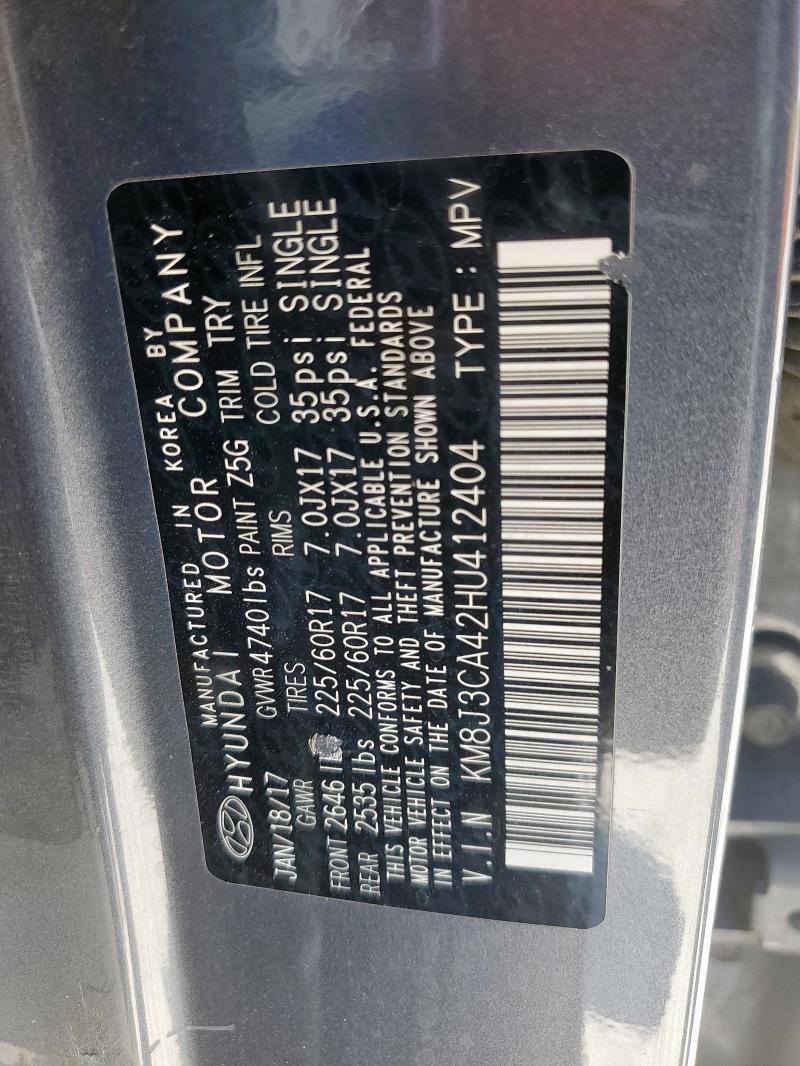 MANUFACTURED IN KOREA BY
HYUNDAI MOTOR COMPANY
JAN/18/17 GVWR 4740lbs PAINT Z5G TRIM TRY
GAWR TIRES RIMS COLD TIRE INFL
FRONT 2646 225/60R17 7.0JX17 35psi SINGLE
REAR 2535 lbs 225/60R17 7.0JX17 35psi SINGLE
THIS VEHICLE CONFORMS TO ALL APPLICABLE U.S.A. FEDERAL
MOTOR VEHICLE SAFETY AND THEFT PREVENTION STANDARDS
IN EFFECT ON THE DATE OF MANUFACTURE SHOWN ABOVE
V.I.N KM8J3CA42HU412404 TYPE : MPV